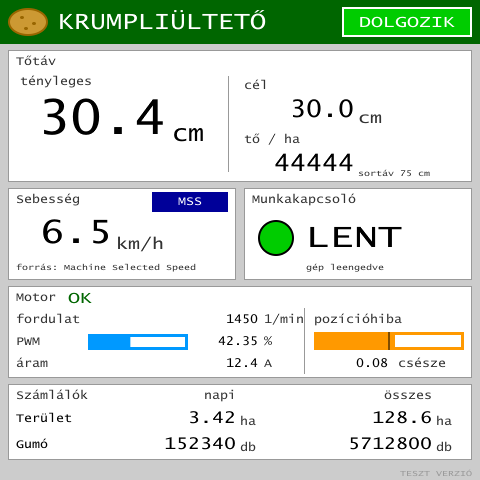 KRUMPLIÜLTETŐ
DOLGOZIK
Tőtáv
tényleges
30.4 cm
cél
30.0 cm
tő / ha
44444 sortáv 75 cm
Sebesség
MSS
6.5 km/h
forrás: Machine Selected Speed
Munkakapcsoló
LENT
gép leengedve
Motor OK
fordulat 1450 1/min
PWM 42.35 %
áram 12.4 A
pozícióhiba
0.08 csésze
Számlálók napi összes
Terület 3.42 ha 128.6 ha
Gumó 152340 db 5712800 db
TESZT VERZIÓ